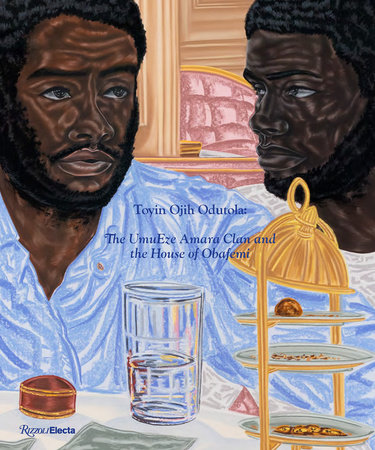 Toyin Ojih Odutola:
The UmuEze Amara Clan and
the House of Obafemi
Rizzoli Electa